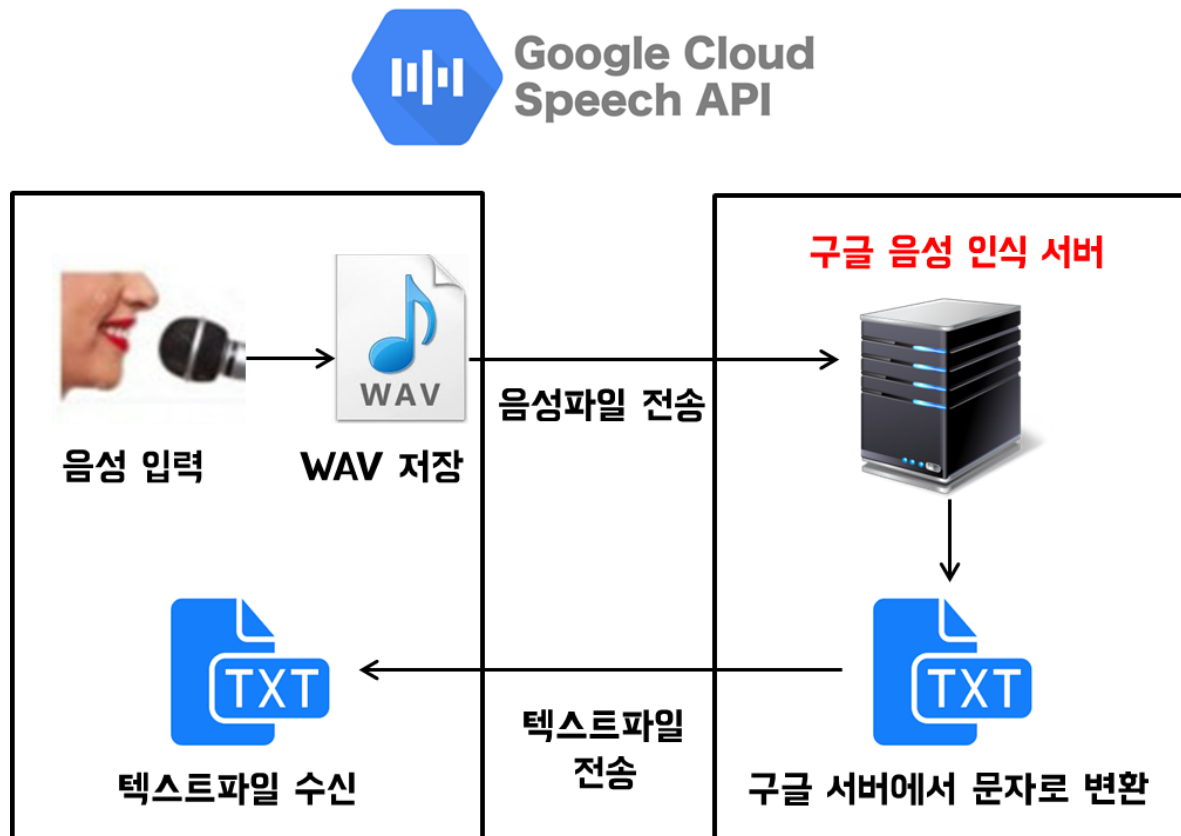 Google Cloud
Speech API
구글 음성 인식 서버
WAV
음성파일 전송
음성 입력
WAV 저장
TXT
TXT
텍스트파일
전송
텍스트파일 수신
구글 서버에서 문자로 변환